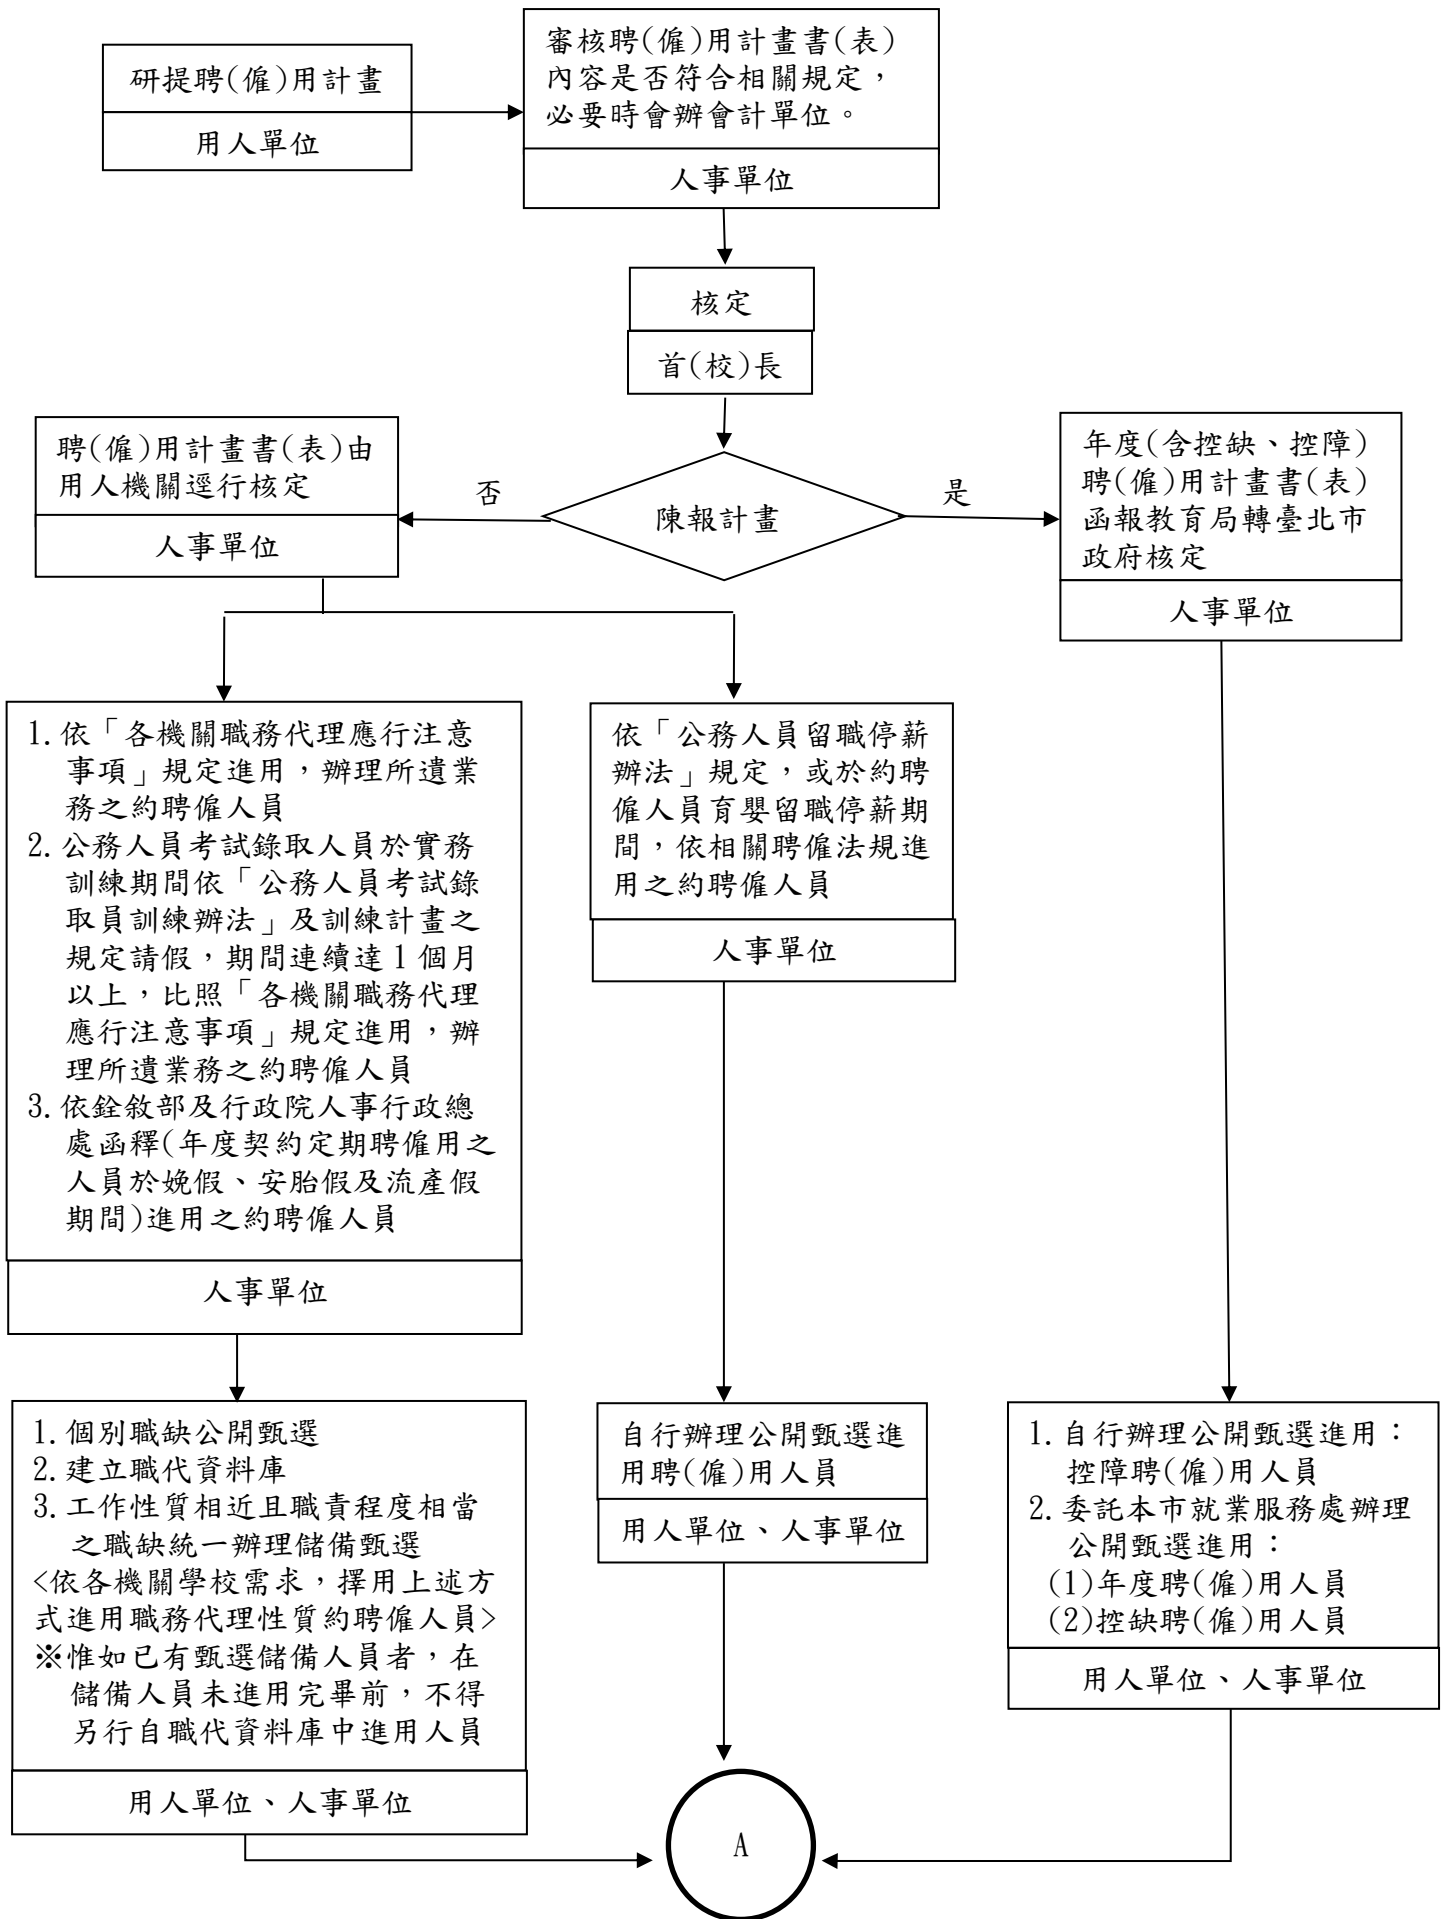 研提聘(僱)用計畫
用人單位
審核聘(僱)用計畫書(表)
內容是否符合相關規定，
必要時會辦會計單位。
人事單位
核定
首(校)長
陳報計畫
否
是
聘(僱)用計畫書(表)由
用人機關逕行核定
人事單位
年度(含控缺、控障)
聘(僱)用計畫書(表)
函報教育局轉臺北市
政府核定
人事單位
1.依「各機關職務代理應行注意
事項」規定進用，辦理所遺業
務之約聘僱人員
2.公務人員考試錄取人員於實務
訓練期間依「公務人員考試錄
取員訓練辦法」及訓練計畫之
規定請假，期間連續達1個月
以上，比照「各機關職務代理
應行注意事項」規定進用，辦
理所遺業務之約聘僱人員
3.依銓敘部及行政院人事行政總
處函釋(年度契約定期聘僱用之
人員於娩假、安胎假及流產假
期間)進用之約聘僱人員
人事單位
依「公務人員留職停薪
辦法」規定，或於約聘
僱人員育嬰留職停薪期
間，依相關聘僱法規進
用之約聘僱人員
人事單位
1.個別職缺公開甄選
2.建立職代資料庫
3.工作性質相近且職責程度相當
之職缺統一辦理儲備甄選
<依各機關學校需求，擇用上述方
式進用職務代理性質約聘僱人員>
※惟如已有甄選儲備人員者，在
儲備人員未進用完畢前，不得
另行自職代資料庫中進用人員
用人單位、人事單位
自行辦理公開甄選進
用聘(僱)用人員
用人單位、人事單位
1.自行辦理公開甄選進用：
控障聘(僱)用人員
2.委託本市就業服務處辦理
公開甄選進用：
(1)年度聘(僱)用人員
(2)控缺聘(僱)用人員
用人單位、人事單位
A